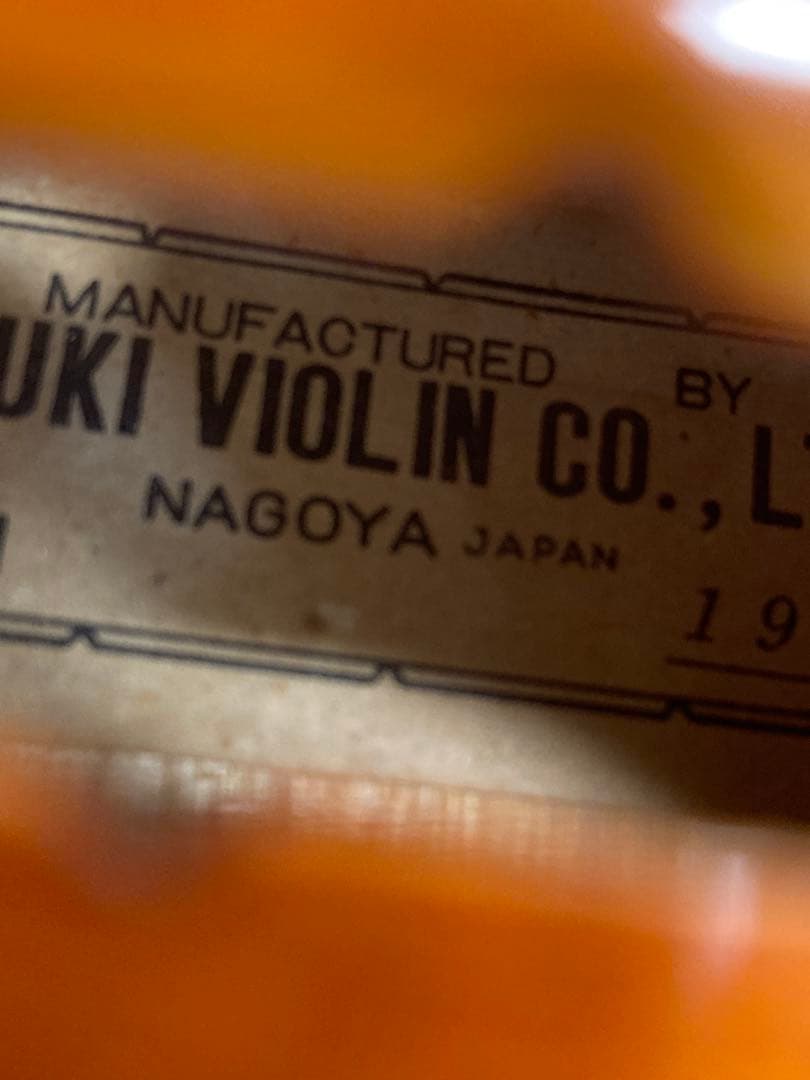 MANUFACTURED BY
UKI VIOLIN CO., L
NAGOYA JAPAN
19